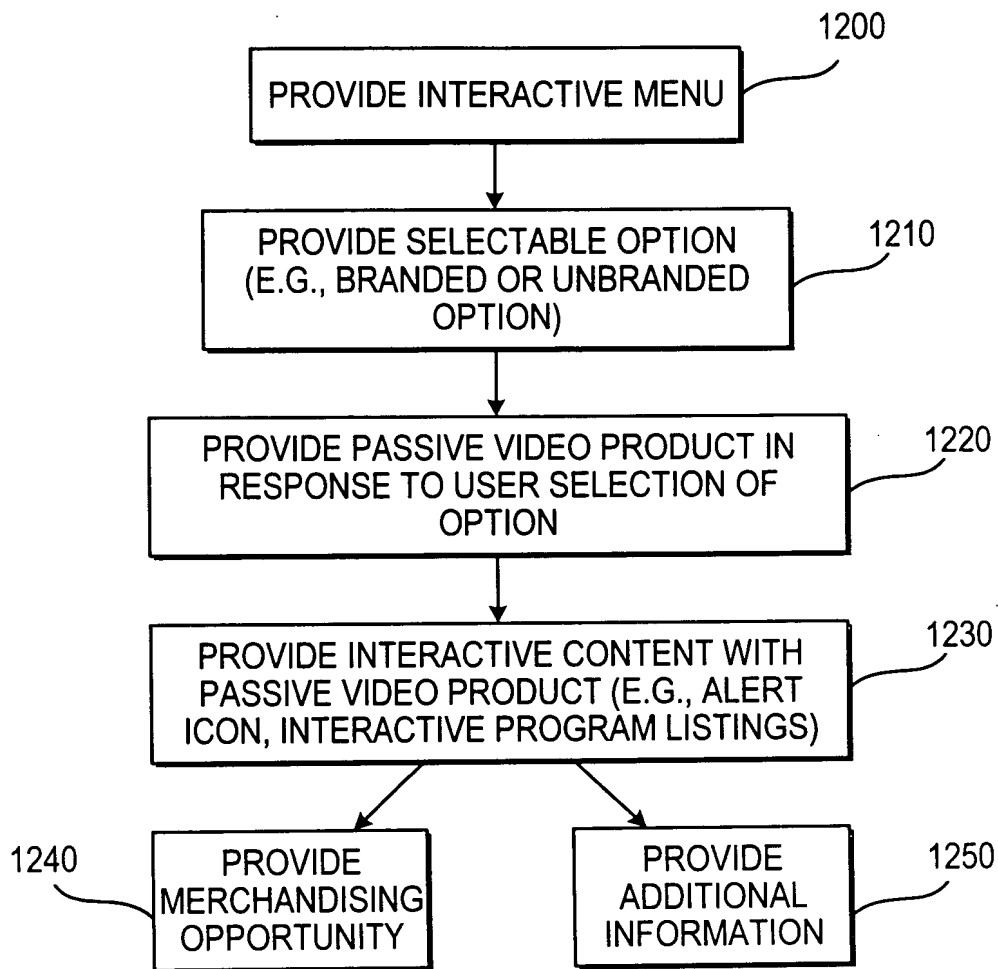 1200
PROVIDE INTERACTIVE MENU
1210
PROVIDE SELECTABLE OPTION
(E.G., BRANDED OR UNBRANDED
OPTION)
1220
PROVIDE PASSIVE VIDEO PRODUCT IN
RESPONSE TO USER SELECTION OF
OPTION
1230
PROVIDE INTERACTIVE CONTENT WITH
PASSIVE VIDEO PRODUCT (E.G., ALERT
ICON, INTERACTIVE PROGRAM LISTINGS)
1240
PROVIDE
MERCHANDISING
OPPORTUNITY
1250
PROVIDE
ADDITIONAL
INFORMATION